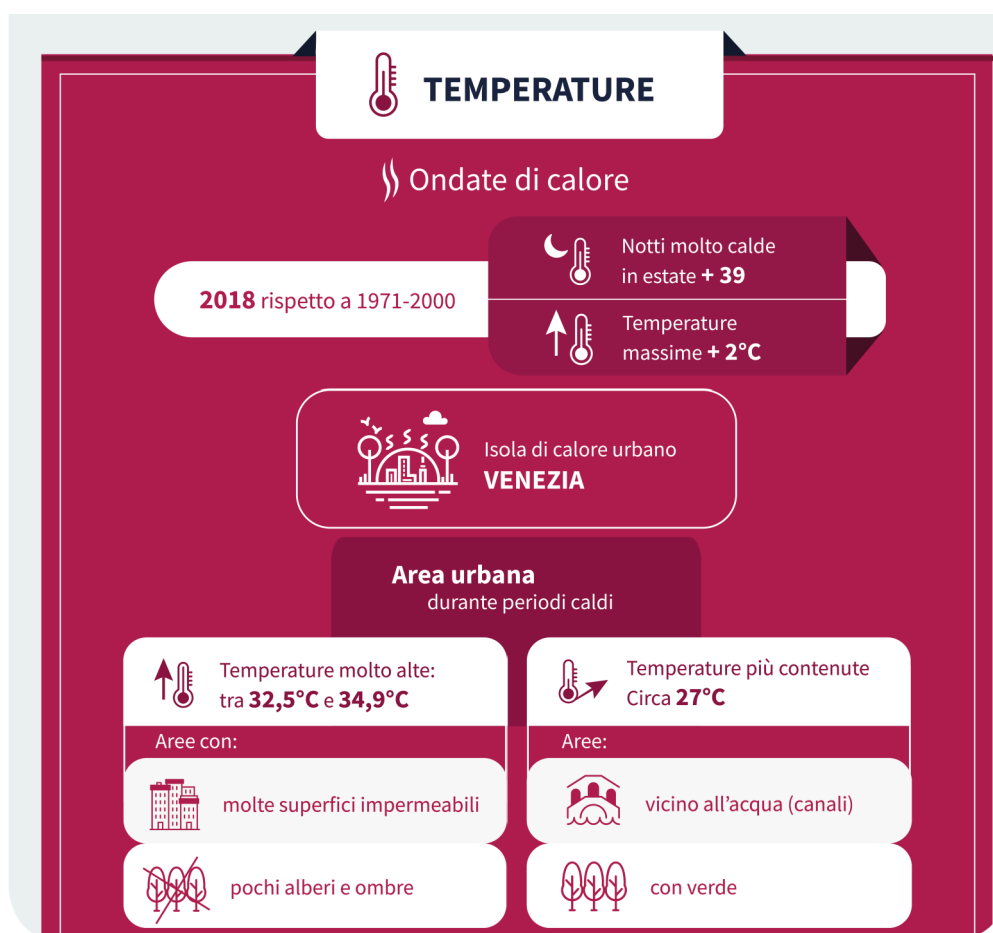 TEMPERATURE
Ondate di calore
2018 rispetto a 1971-2000
Notti molto calde
in estate + 39
Temperature
massime + 2°C
Isola di calore urbano
VENEZIA
Area urbana
durante periodi caldi
Temperature molto alte:
tra 32,5°C e 34,9°C
Aree con:
molte superfici impermeabili
pochi alberi e ombre
Temperature più contenute
Circa 27°C
Aree:
vicino all'acqua (canali)
con verde